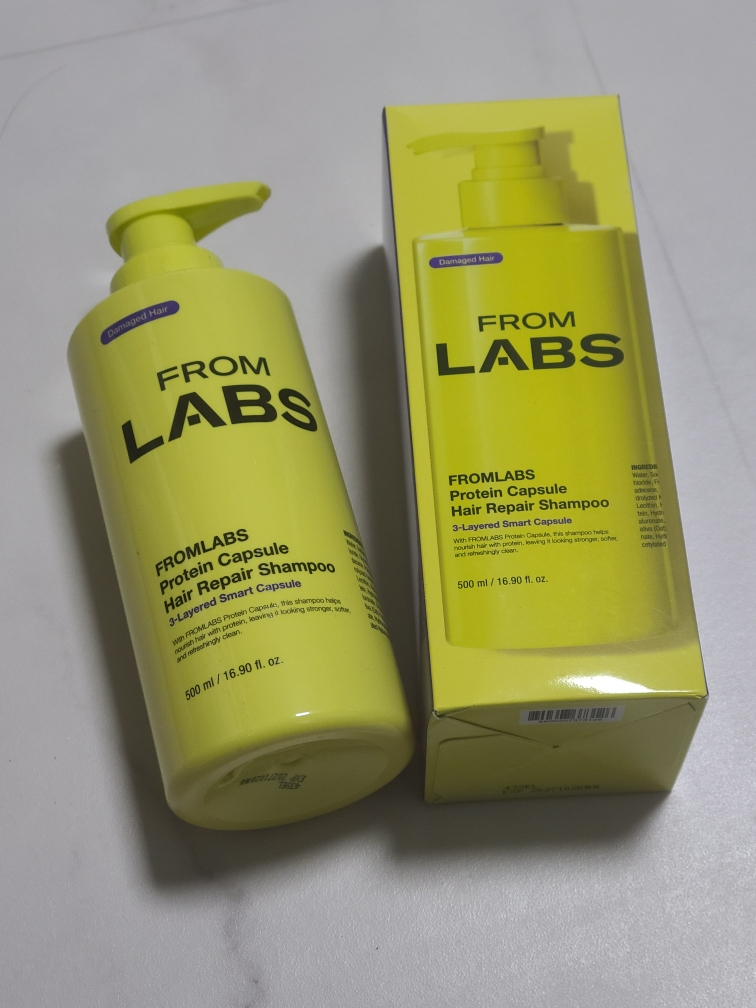 Damaged Hair
FROM
LABS
FROMLABS
Protein Capsule
Hair Repair Shampoo
3-Layered Smart Capsule
With FROMLABS Protein Capsule, this shampoo helps
nourish hair with protein, leaving it looking stronger, softer,
and refreshingly clean.
500 ml / 16.90 fl. oz.
Damaged Hair
FROM
LABS
FROMLABS
Protein Capsule
Hair Repair Shampoo
3-Layered Smart Capsule
With FROMLABS Protein Capsule, this shampoo helps
nourish hair with protein, leaving it looking stronger, softer,
and refreshingly clean.
500 ml / 16.90 fl. oz.